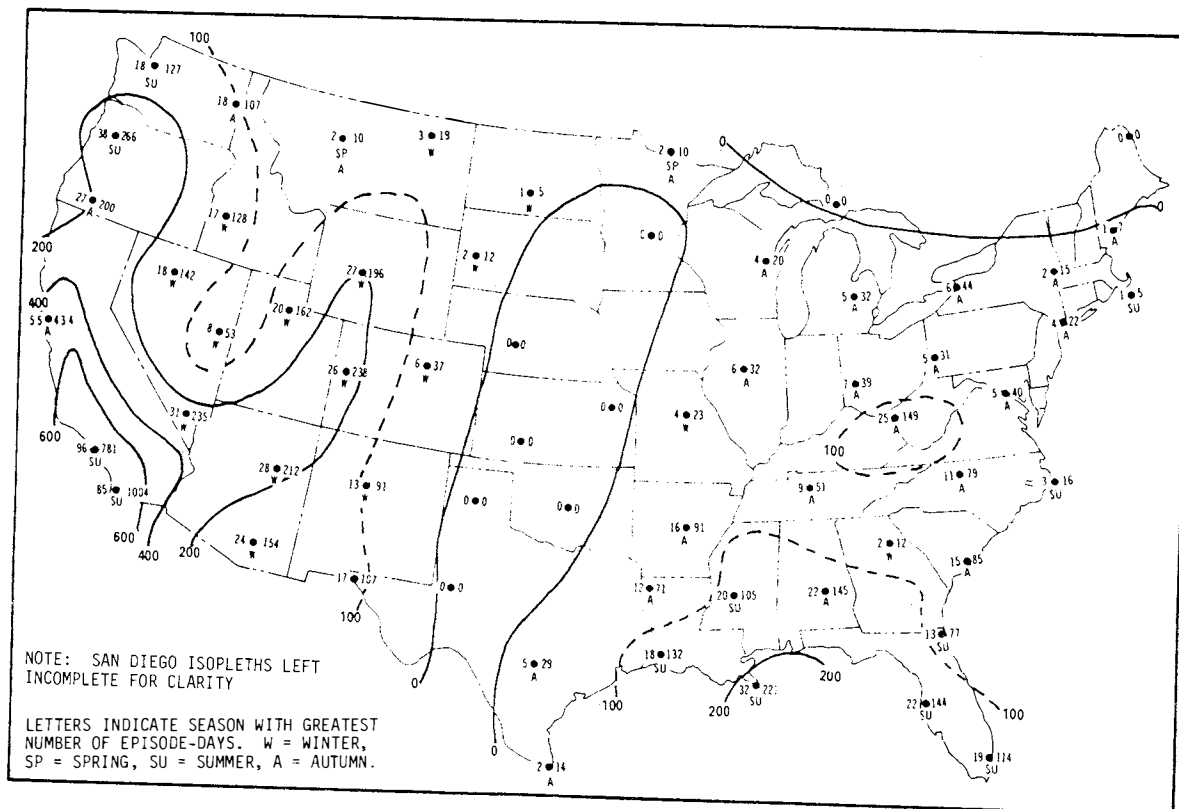 100
18 127
SU
18 107
A
38 266
SU
2 10
SP
A
3 19
W
2 10
SP
A
0
0 0
27 200
A
17 128
W
1 5
W
0 0
0 0
0
1 7
A
200
18 142
W
27 196
W
2 12
W
4 20
A
5 32
A
6 44
A
2 15
A
1 5
SU
400
55 434
A
8 53
W
20 162
W
0 0
4 22
A
5 31
A
26 238
W
6 37
W
6 32
A
7 39
A
5 40
A
31 235
W
0 0
4 23
W
25 149
A
600
96 781
SU
28 212
W
0 0
100
85 1004
SU
13 91
W
0 0
0 0
9 51
A
11 79
A
3 16
SU
600
400
200
24 154
W
16 91
A
2 12
W
15 85
A
17 107
0 0
12 71
A
20 105
SU
22 145
A
100
13 77
SU
NOTE: SAN DIEGO ISOPLETHS LEFT
INCOMPLETE FOR CLARITY
0
5 29
A
18 132
SU
200
100
200
32
SU
22 144
SU
100
LETTERS INDICATE SEASON WITH GREATEST
NUMBER OF EPISODE-DAYS. W = WINTER,
SP = SPRING, SU = SUMMER, A = AUTUMN.
0
2 14
A
19 114
SU